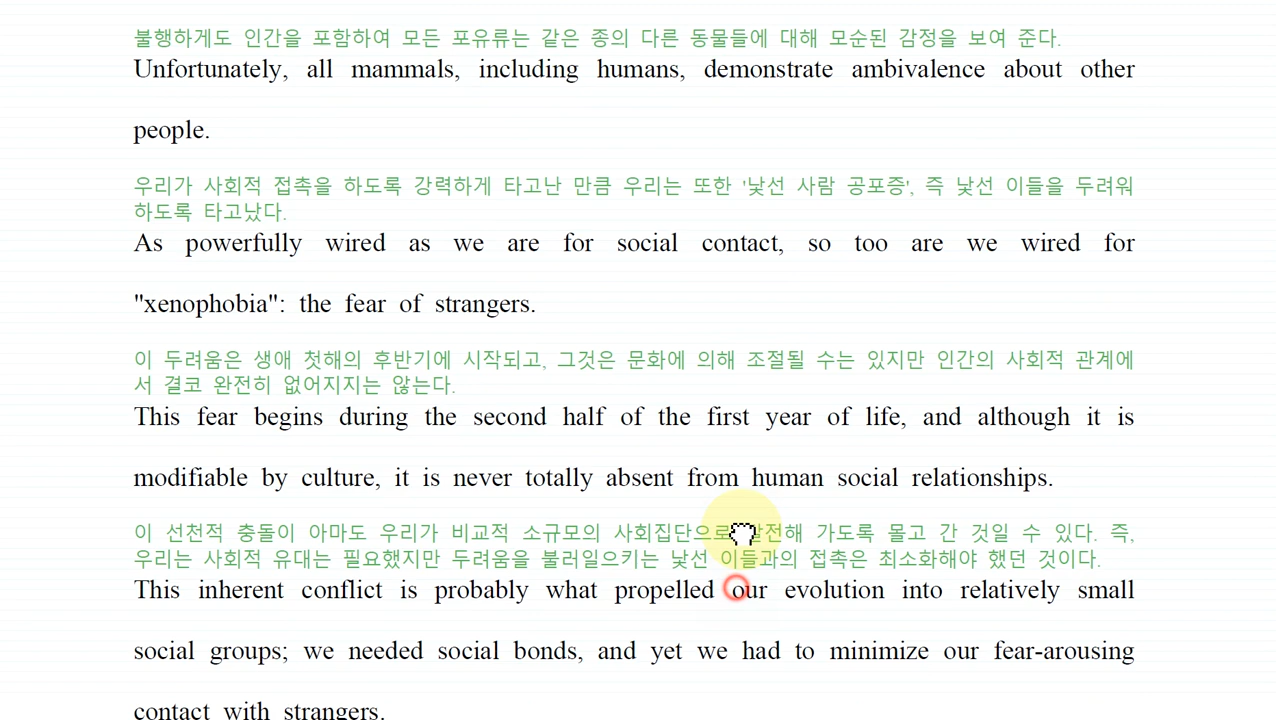 불행하게도 인간을 포함하여 모든 포유류는 같은 종의 다른 동물들에 대해 모순된 감정을 보여 준다.
Unfortunately, all mammals, including humans, demonstrate ambivalence about other
people.
우리가 사회적 접촉을 하도록 강력하게 타고난 만큼 우리는 또한 '낯선 사람 공포증', 즉 낯선 이들을 두려워
하도록 타고났다.
As powerfully wired as we are for social contact, so too are we wired for
"xenophobia": the fear of strangers.
이 두려움은 생애 첫해의 후반기에 시작되고, 그것은 문화에 의해 조절될 수는 있지만 인간의 사회적 관계에
서 결코 완전히 없어지지는 않는다.
This fear begins during the second half of the first year of life, and although it is
modifiable by culture, it is never totally absent from human social relationships.
이 선천적 충돌이 아마도 우리가 비교적 소규모의 사회집단으로 가도록 몰고 간 것일 수 있다. 즉,
우리는 사회적 유대는 필요했지만 두려움을 불러일으키는 낯선 이들과의 접촉은 최소화해야 했던 것이다.
This inherent conflict is probably what propelled our evolution into relatively small
social groups; we needed social bonds, and yet we had to minimize our fear-arousing
contact with strangers.